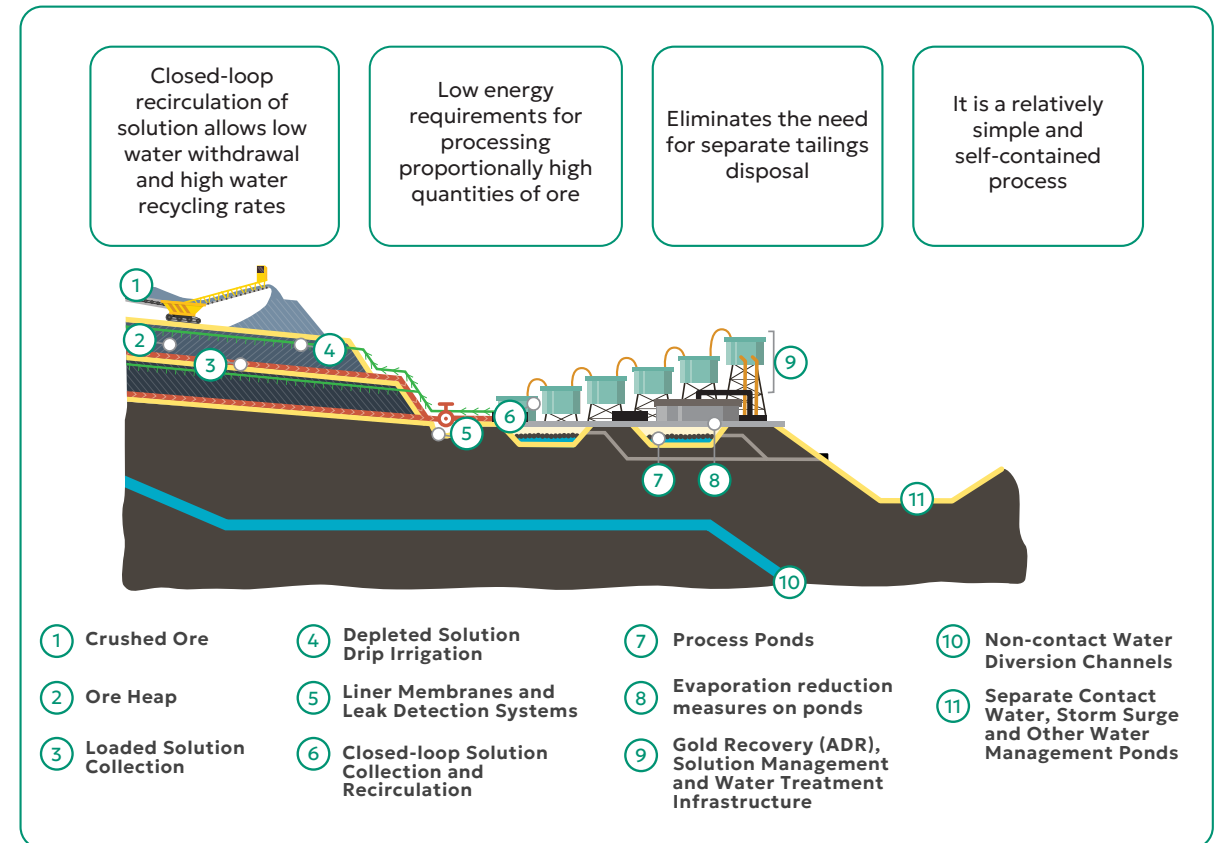 Closed-loop
recirculation of
solution allows low
water withdrawal
and high water
recycling rates
Low energy
requirements for
processing
proportionally high
quantities of ore
Eliminates the need
for separate tailings
disposal
It is a relatively
simple and
self-contained
process
1
2
3
4
5
6
7
8
9
10
11
1 Crushed Ore
2 Ore Heap
3 Loaded Solution
Collection
4 Depleted Solution
Drip Irrigation
5 Liner Membranes and
Leak Detection Systems
6 Closed-loop Solution
Collection and
Recirculation
7 Process Ponds
8 Evaporation reduction
measures on ponds
9 Gold Recovery (ADR),
Solution Management
and Water Treatment
Infrastructure
10 Non-contact Water
Diversion Channels
11 Separate Contact
Water, Storm Surge
and Other Water
Management Ponds